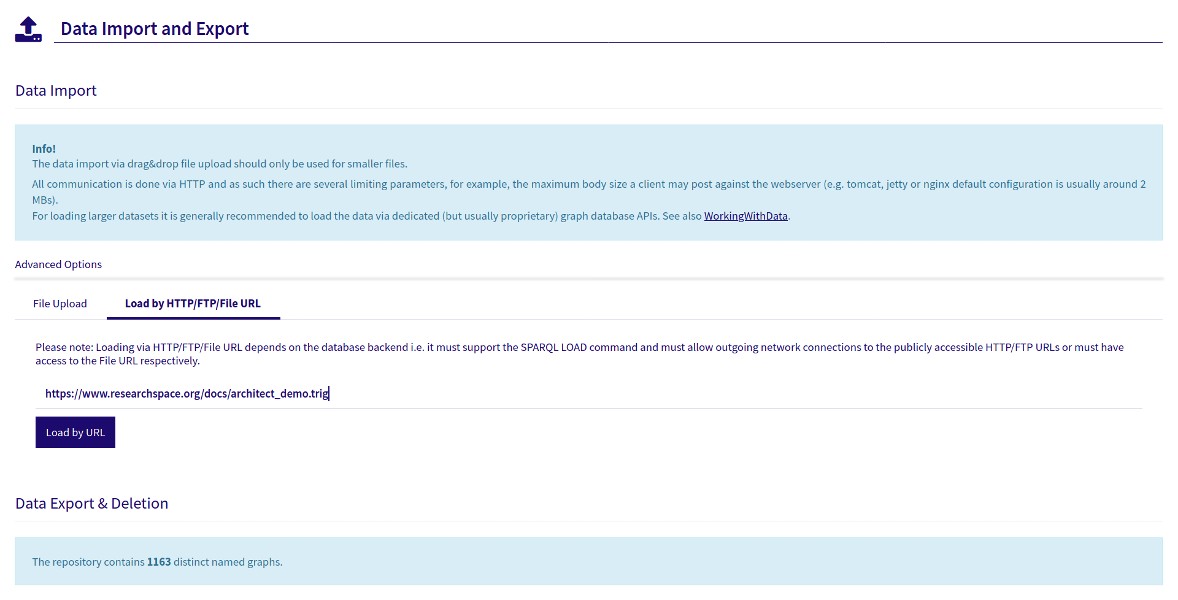 Data Import and Export
Data Import
Info!
The data import via drag&drop file upload should only be used for smaller files.
All communication is done via HTTP and as such there are several limiting parameters, for example, the maximum body size a client may post against the webserver (e.g. tomcat, jetty or nginx default configuration is usually around 2
MBs).
For loading larger datasets it is generally recommended to load the data via dedicated (but usually proprietary) graph database APIs. See also WorkingWithData.
Advanced Options
File Upload Load by HTTP/FTP/File URL
Please note: Loading via HTTP/FTP/File URL depends on the database backend i.e. it must support the SPARQL LOAD command and must allow outgoing network connections to the publicly accessible HTTP/FTP URLs or must have
access to the File URL respectively.
https://www.researchspace.org/docs/architect_demo.trig
Load by URL
Data Export & Deletion
The repository contains 1163 distinct named graphs.